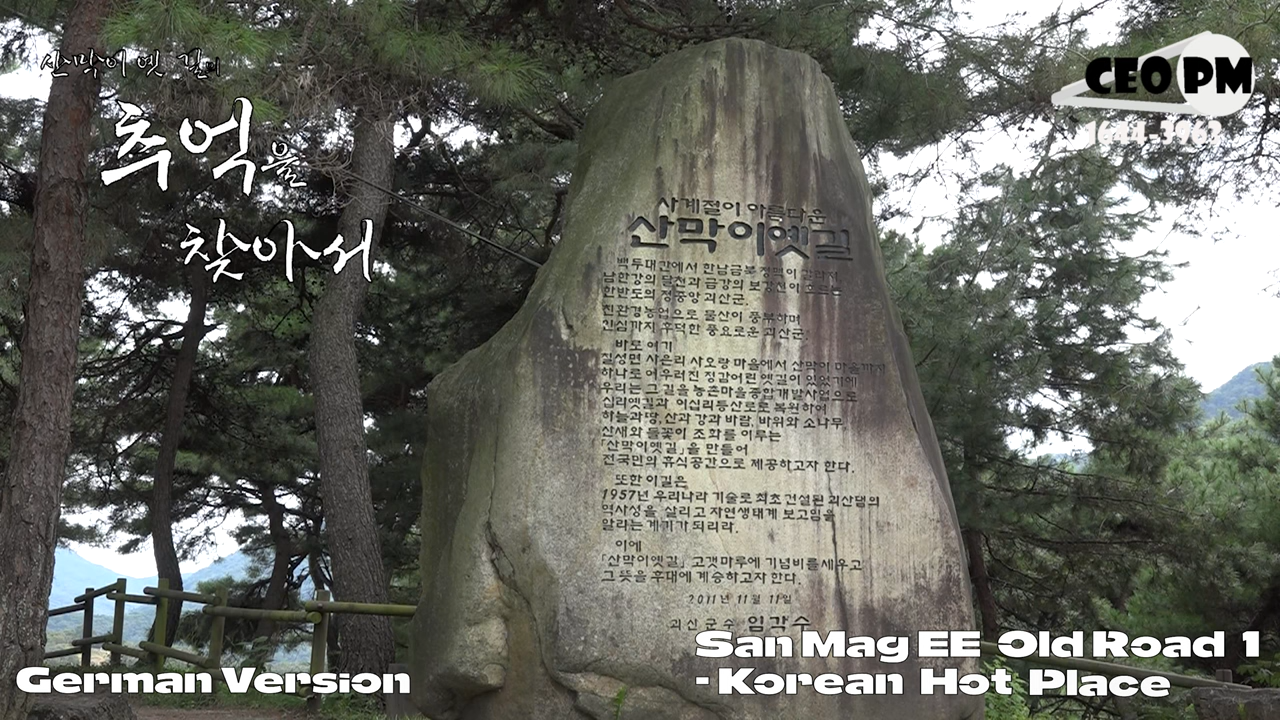 산막이 옛 길의
추억을
찾아서
CEO PM
1644-3962
사계절이 아름다운
산막이옛길
백두대간에서 한남금북정맥이 갈라져
남한강의 달천과 금강의 보강천이 흐르는
한반도의 정중앙 괴산군,
친환경농업으로 물산이 풍부하며
인심까지 후덕한 풍요로운 괴산군,
바로 여기
칠성면 사은리 사오랑 마을에서 산막이 마을까지
하나로 어우러진 정감어린 옛길이 있었기에
우리는 그 길을 농촌마을종합개발사업으로
십리옛길과 이십리등산로로 복원하여
하늘과 땅, 산과 강과 바람, 바위와 소나무,
산새와 들꽃이 조화를 이루는
「산막이옛길」을 만들어
전국민의 휴식공간으로 제공하고자 한다.
또한 이길은
1957년 우리나라 기술로 최초 건설된 괴산댐의
역사성을 살리고 자연생태계 보고임을
알리는 계기가 되리라.
이에
「산막이옛길」 고갯마루에 기념비를 세우고
그 뜻을 후대에 계승하고자 한다.
2011년 11월 11일
괴산군수 임각수
San Mag EE Old Road 1
- Korean Hot Place
German Version